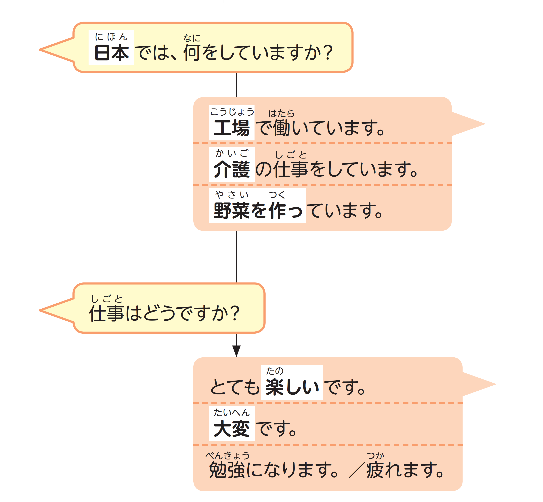 にほん なに
日本では、何をしていますか?
こうじょう はたら
工場で働いています。
かいご しごと
介護の仕事をしています。
やさい つく
野菜を作っています。
しごと
仕事はどうですか?
たの
とても楽しいです。
たいへん
大変です。
べんきょう つか
勉強になります。／疲れます。